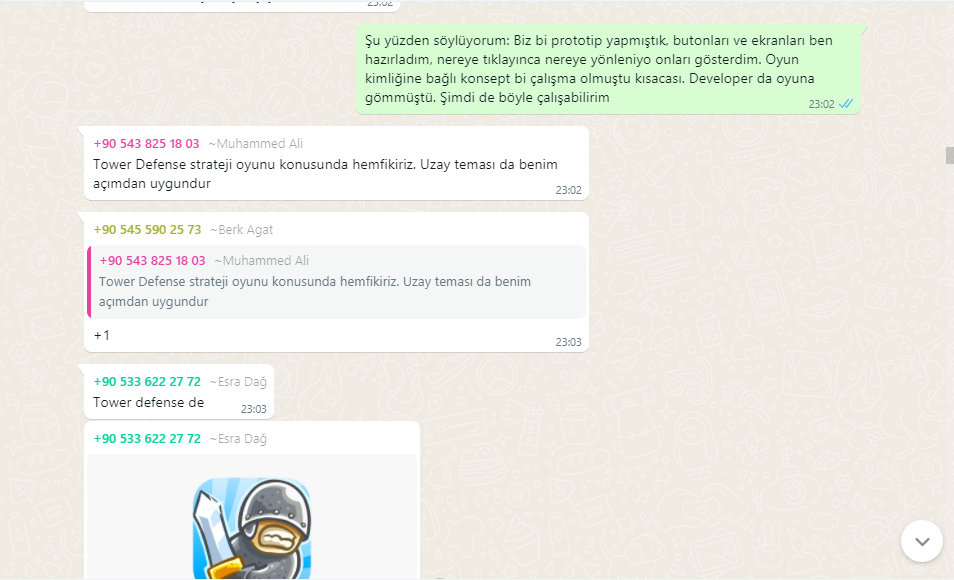 23:02
Şu yüzden söylüyorum: Biz bi prototip yapmıştık, butonları ve ekranları ben
hazırladım, nereye tıklayınca nereye yönleniyo onları gösterdim. Oyun
kimliğine bağlı konsept bi çalışma olmuştu kısacası. Developer da oyuna
gömmüştü. Şimdi de böyle çalışabilirim
23:02
+90 543 825 18 03 ~Muhammed Ali
Tower Defense strateji oyunu konusunda hemfikiriz. Uzay teması da benim
açımdan uygundur
23:02
+90 545 590 25 73 ~Berk Agat
+90 543 825 18 03 ~Muhammed Ali
Tower Defense strateji oyunu konusunda hemfikiriz. Uzay teması da benim
açımdan uygundur
+1
23:03
+90 533 622 27 72 ~Esra Dağ
Tower defense de
23:03
+90 533 622 27 72 ~Esra Dağ